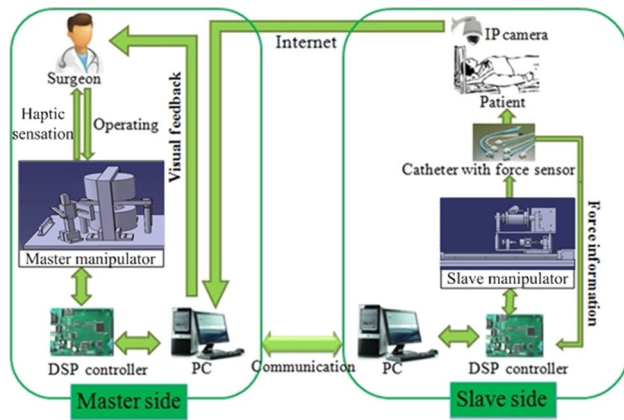 Internet
IP camera
Surgeon
Patient
Haptic
sensation
Operating
Visual feedback
Catheter with force sensor
Force information
Master manipulator
Slave manipulator
DSP controller
PC
Communication
PC
DSP controller
Master side
Slave side